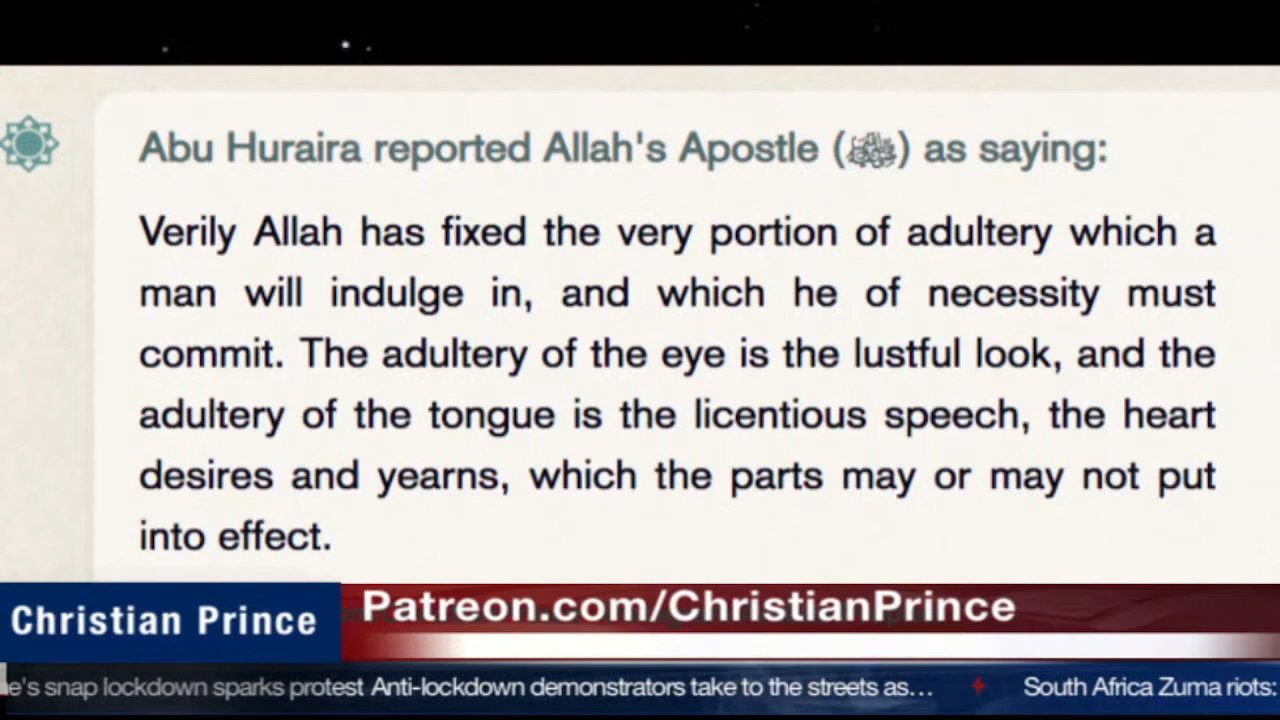 Abu Huraira reported Allah's Apostle (ﷺ) as saying:
Verily Allah has fixed the very portion of adultery which a
man will indulge in, and which he of necessity must
commit. The adultery of the eye is the lustful look, and the
adultery of the tongue is the licentious speech, the heart
desires and yearns, which the parts may or may not put
into effect.
Christian Prince
Patreon.com/ChristianPrince
e's snap lockdown sparks protest Anti-lockdown demonstrators take to the streets as... South Africa Zuma riots: